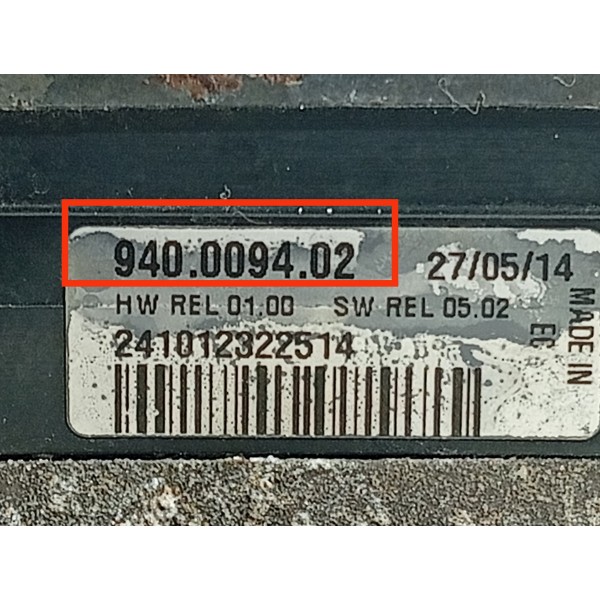 940.0094.02 27/05/14
HW REL 01.00 SW REL 05.02
241012322514
MADE IN
EC